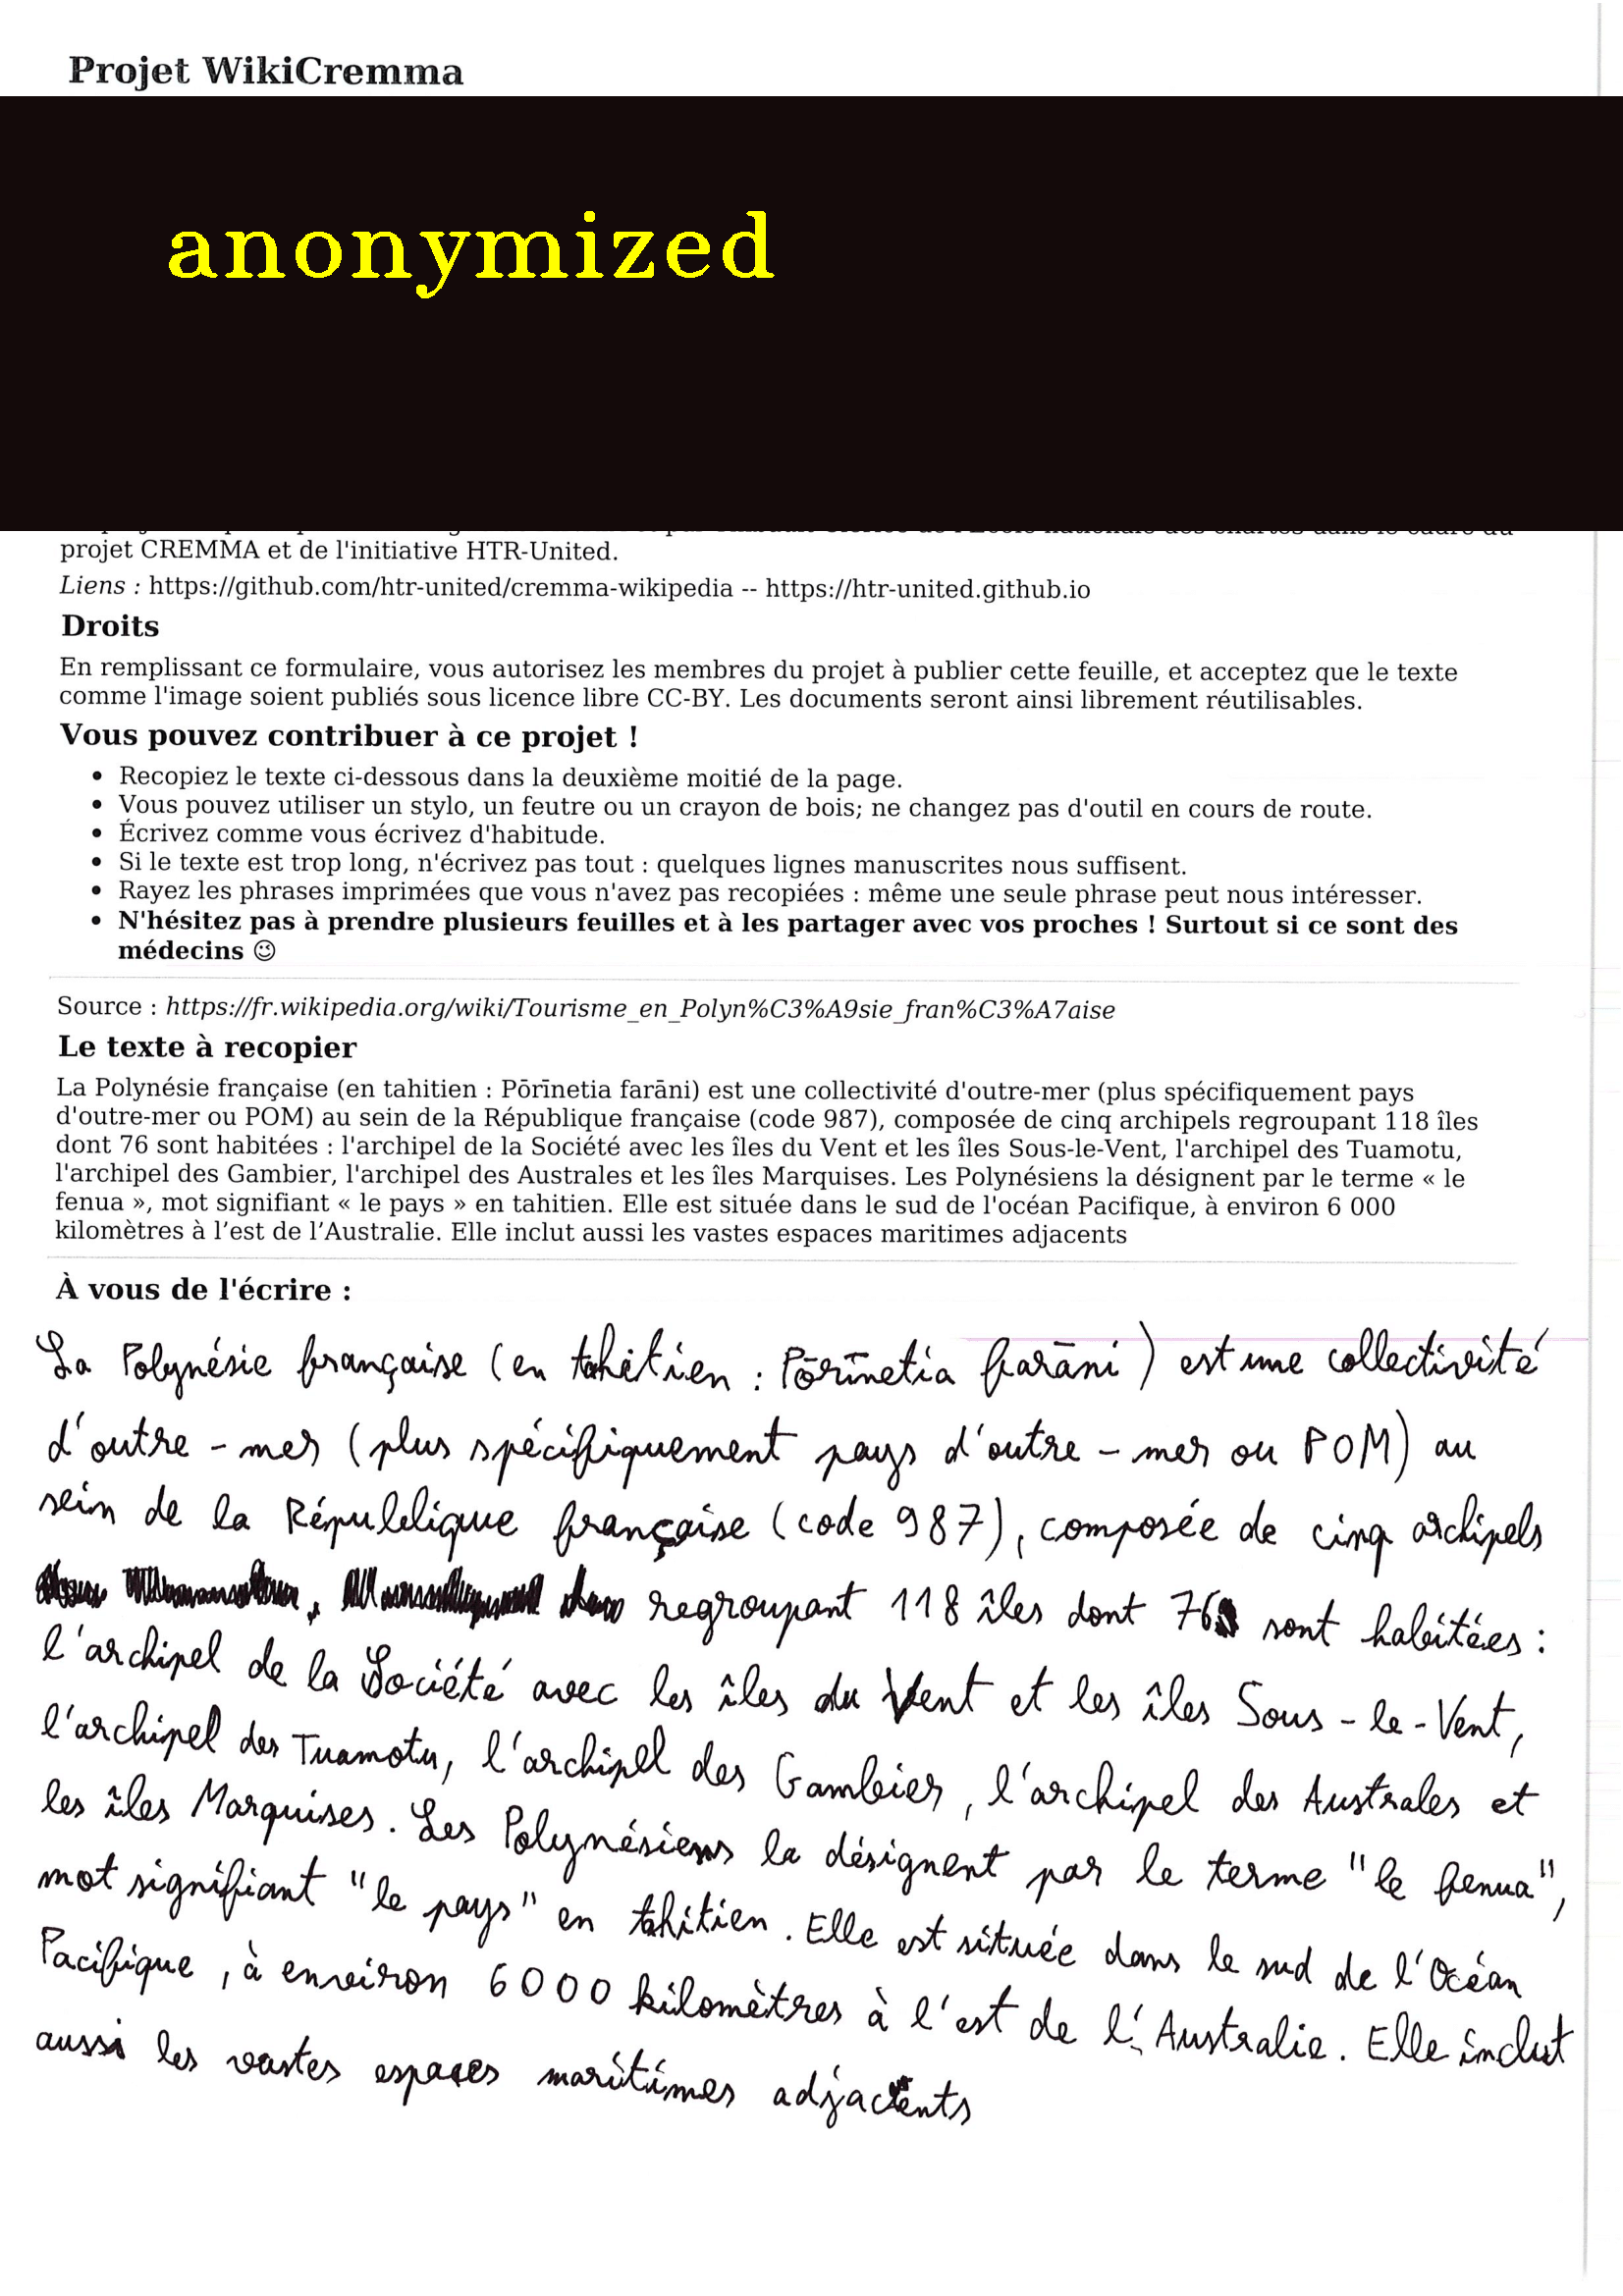 Projet WikiCremma
anonymized
projet CREMMA et de l'initiative HTR-United.
Liens : https://github.com/htr-united/cremma-wikipedia -- https://htr-united.github.io
Droits
En remplissant ce formulaire, vous autorisez les membres du projet à publier cette feuille, et acceptez que le texte
comme l'image soient publiés sous licence libre CC-BY. Les documents seront ainsi librement réutilisables.
Vous pouvez contribuer à ce projet !
• Recopiez le texte ci-dessous dans la deuxième moitié de la page.
• Vous pouvez utiliser un stylo, un feutre ou un crayon de bois; ne changez pas d'outil en cours de route.
• Écrivez comme vous écrivez d'habitude.
• Si le texte est trop long, n'écrivez pas tout : quelques lignes manuscrites nous suffisent.
• Rayez les phrases imprimées que vous n'avez pas recopiées : même une seule phrase peut nous intéresser.
• N'hésitez pas à prendre plusieurs feuilles et à les partager avec vos proches ! Surtout si ce sont des
médecins 😉
Source : https://fr.wikipedia.org/wiki/Tourisme_en_Polyn%C3%A9sie_fran%C3%A7aise
Le texte à recopier
La Polynésie française (en tahitien : Pōrīnetia farāni) est une collectivité d'outre-mer (plus spécifiquement pays
d'outre-mer ou POM) au sein de la République française (code 987), composée de cinq archipels regroupant 118 îles
dont 76 sont habitées : l'archipel de la Société avec les îles du Vent et les îles Sous-le-Vent, l'archipel des Tuamotu,
l'archipel des Gambier, l'archipel des Australes et les îles Marquises. Les Polynésiens la désignent par le terme « le
fenua », mot signifiant « le pays » en tahitien. Elle est située dans le sud de l'océan Pacifique, à environ 6 000
kilomètres à l’est de l’Australie. Elle inclut aussi les vastes espaces maritimes adjacents
À vous de l'écrire :
La Polynésie française (en tahitien : Pōrīnetia farāni) est une collectivité
d'outre-mer (plus spécifiquement pays d'outre-mer ou POM) au
sein de la République française (code 987), composée de cinq archipels
regroupant 118 îles dont 76 sont habitées :
l'archipel de la Société avec les îles du Vent et les îles Sous-le-Vent,
l'archipel des Tuamotu, l'archipel des Gambier, l'archipel des Australes et
les îles Marquises. Les Polynésiens la désignent par le terme "le fenua",
mot signifiant "le pays" en tahitien. Elle est située dans le sud de l'Océan
Pacifique, à environ 6000 kilomètres à l'est de l'Australie. Elle inclut
aussi les vastes espaces maritimes adjacents